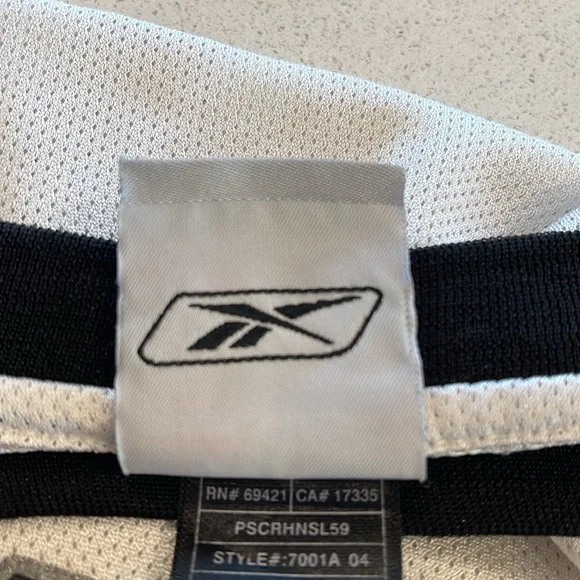 RN# 69421 CA# 17335
PSCRHNSL59
STYLE#:7001A 04